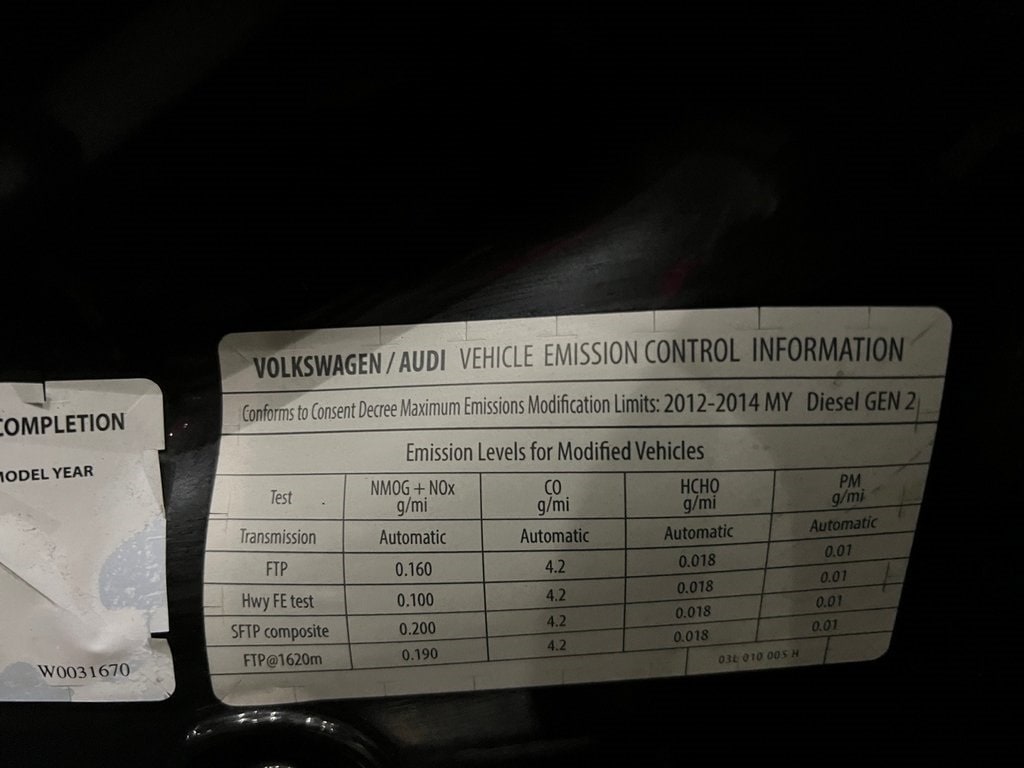 COMPLETION
MODEL YEAR
W0031670
VOLKSWAGEN / AUDI VEHICLE EMISSION CONTROL INFORMATION
Conforms to Consent Decree Maximum Emissions Modification Limits: 2012-2014 MY Diesel GEN 2
Emission Levels for Modified Vehicles
Test NMOG + NOx g/mi CO g/mi HCHO g/mi PM g/mi
Transmission Automatic Automatic Automatic Automatic
FTP 0.160 4.2 0.018 0.01
Hwy FE test 0.100 4.2 0.018 0.01
SFTP composite 0.200 4.2 0.018 0.01
FTP@1620m 0.190 4.2 0.018 0.01
03L 010 005 H